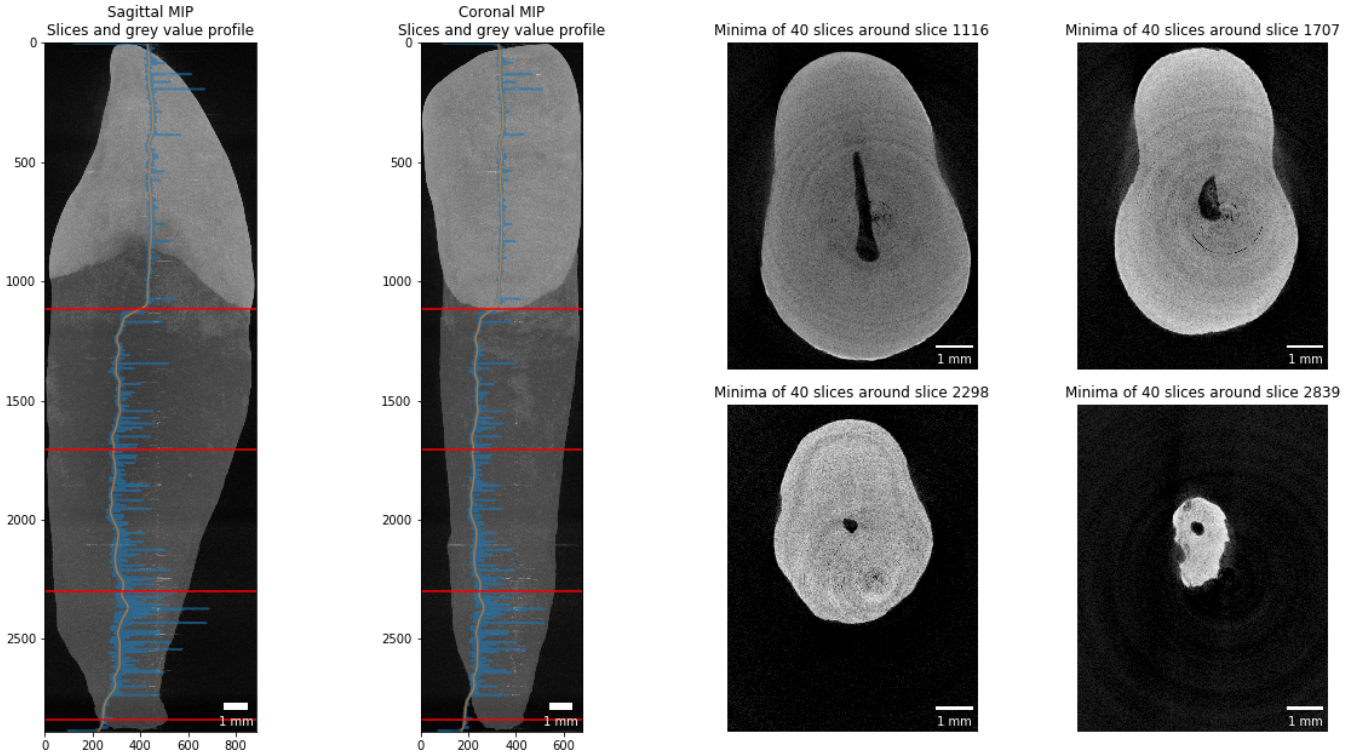 Sagittal MIP
Slices and grey value profile
0
500
1000
1500
2000
2500
0
200
400
600
800
1 mm
Coronal MIP
Slices and grey value profile
0
500
1000
1500
2000
2500
0
200
400
600
1 mm
Minima of 40 slices around slice 1116
1 mm
Minima of 40 slices around slice 1707
1 mm
Minima of 40 slices around slice 2298
1 mm
Minima of 40 slices around slice 2839
1 mm